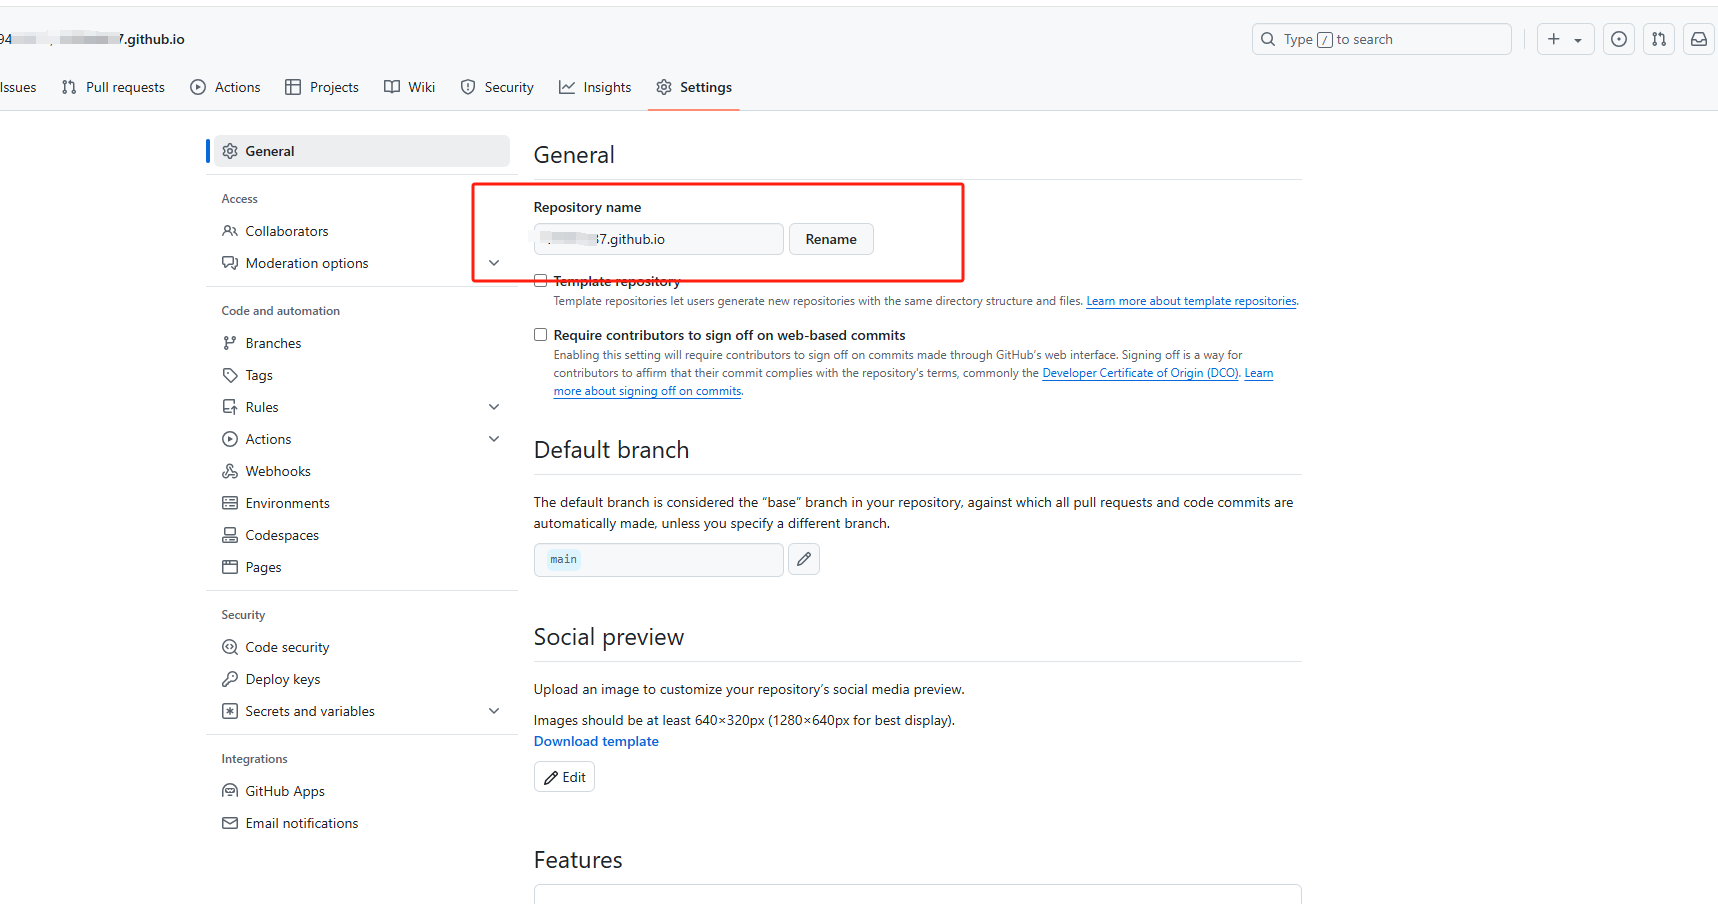 94 7.github.io
Type / to search
Issues Pull requests Actions Projects Wiki Security Insights Settings
General
Access
Collaborators
Moderation options
Code and automation
Branches
Tags
Rules
Actions
Webhooks
Environments
Codespaces
Pages
Security
Code security
Deploy keys
Secrets and variables
Integrations
GitHub Apps
Email notifications
General
Repository name
37.github.io Rename
Template repository
Template repositories let users generate new repositories with the same directory structure and files. Learn more about template repositories.
Require contributors to sign off on web-based commits
Enabling this setting will require contributors to sign off on commits made through GitHub's web interface. Signing off is a way for
contributors to affirm that their commit complies with the repository's terms, commonly the Developer Certificate of Origin (DCO). Learn
more about signing off on commits.
Default branch
The default branch is considered the “base” branch in your repository, against which all pull requests and code commits are
automatically made, unless you specify a different branch.
main
Social preview
Upload an image to customize your repository's social media preview.
Images should be at least 640×320px (1280×640px for best display).
Download template
Edit
Features